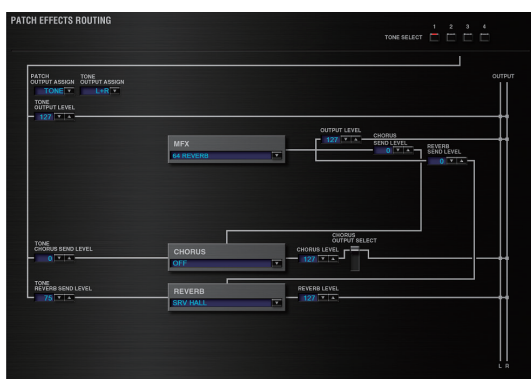 PATCH EFFECTS ROUTING
TONE SELECT 1 2 3 4
PATCH OUTPUT ASSIGN
TONE
TONE OUTPUT ASSIGN
L+R
OUTPUT
TONE OUTPUT LEVEL
127
MFX
64 REVERB
OUTPUT LEVEL
127
CHORUS SEND LEVEL
0
REVERB SEND LEVEL
0
TONE CHORUS SEND LEVEL
0
CHORUS
OFF
CHORUS LEVEL
127
CHORUS OUTPUT SELECT
TONE REVERB SEND LEVEL
75
REVERB
SRV HALL
REVERB LEVEL
127
L R